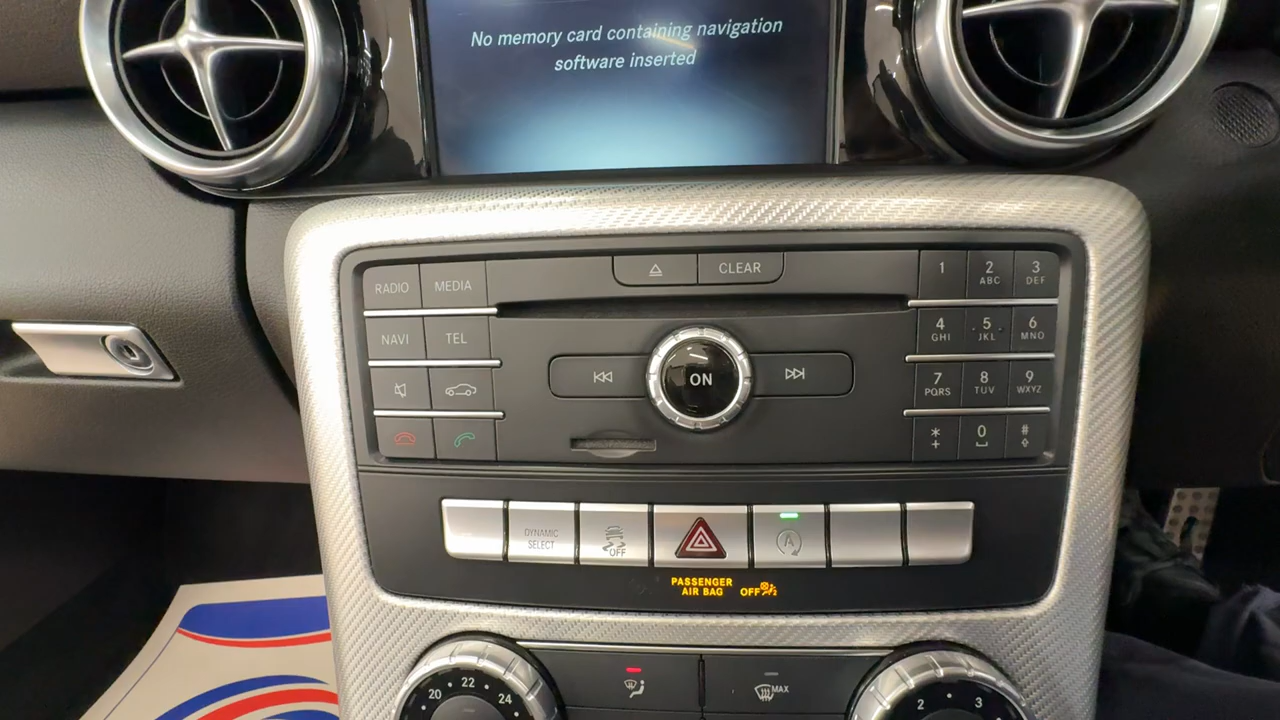 No memory card containing navigation
software inserted
CLEAR
RADIO MEDIA
NAVI TEL
ON
1 2 ABC 3 DEF
4 GHI 5 JKL 6 MNO
7 PQRS 8 TUV 9 WXYZ
* + 0 #
DYNAMIC
SELECT
OFF
A
PASSENGER
AIR BAG OFF
20 22 24
MAX
2 3